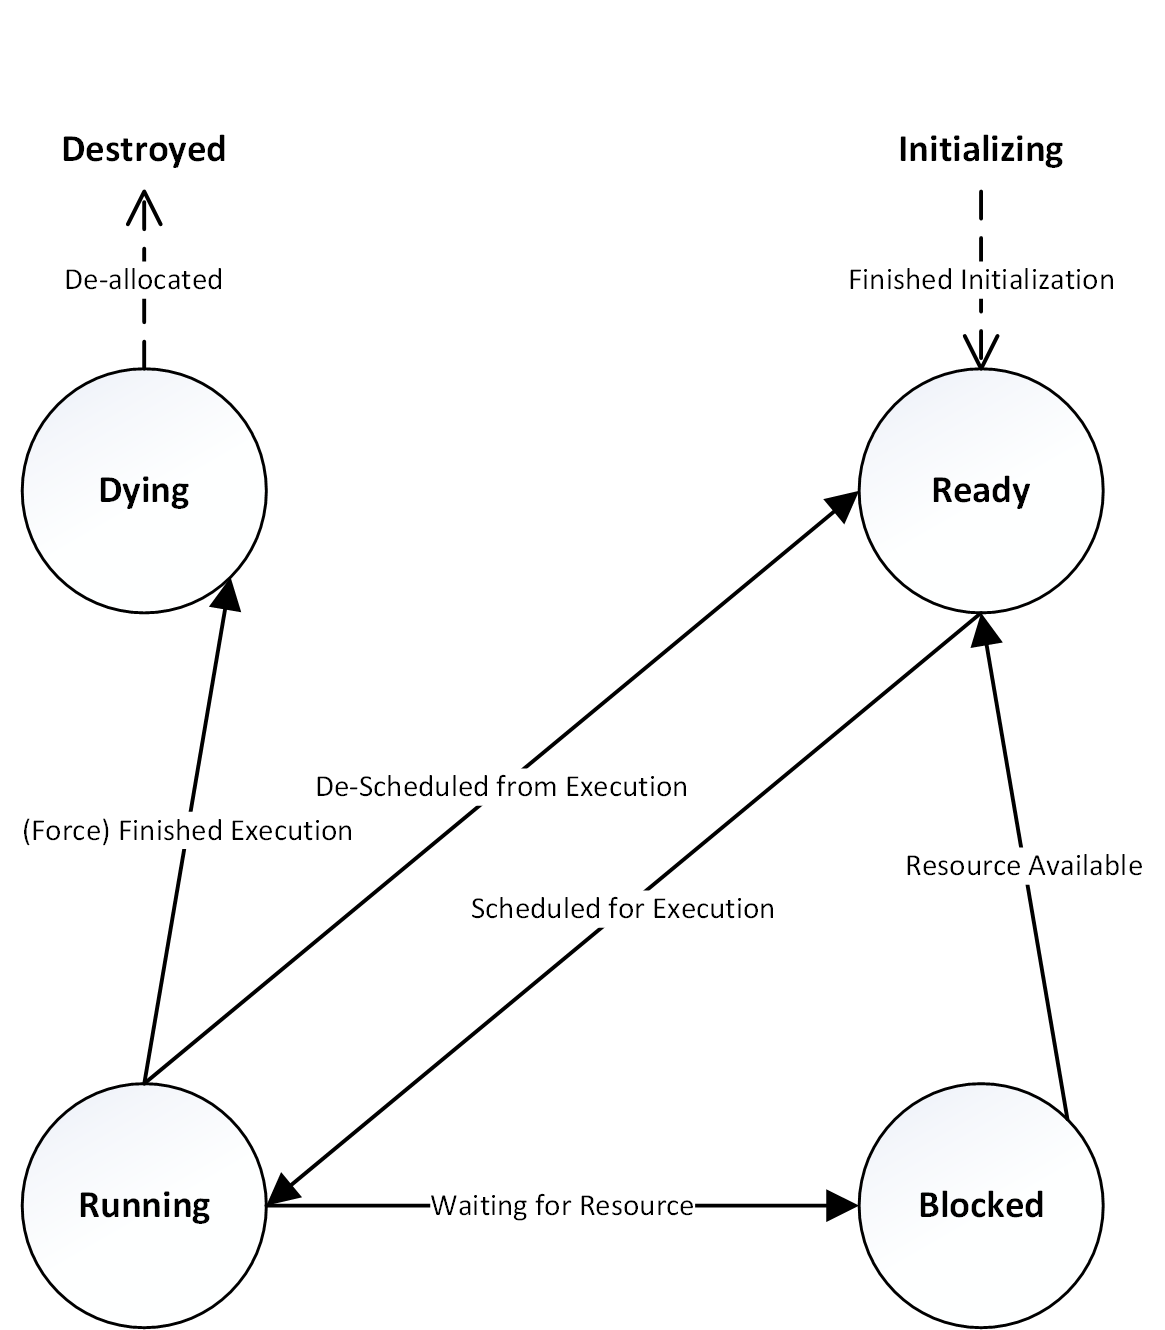 Destroyed
Initializing
De-allocated
Finished Initialization
Dying
Ready
De-Scheduled from Execution
(Force) Finished Execution
Resource Available
Scheduled for Execution
Running
Waiting for Resource
Blocked